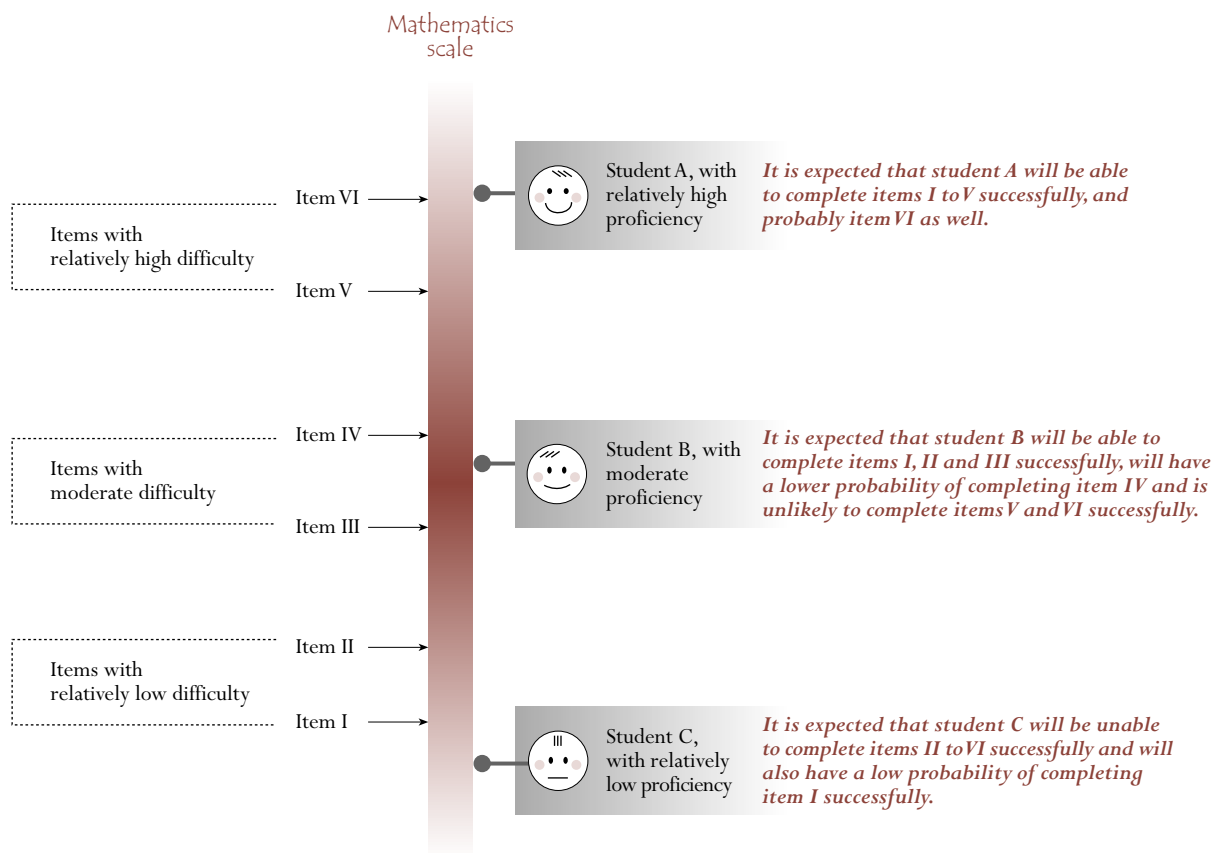 Mathematics
scale
Item VI
Items with
relatively high difficulty
Item V
Student A, with
relatively high
proficiency
It is expected that student A will be able
to complete items I to V successfully, and
probably item VI as well.
Item IV
Items with
moderate difficulty
Item III
Student B, with
moderate
proficiency
It is expected that student B will be able to
complete items I, II and III successfully, will have
a lower probability of completing item IV and is
unlikely to complete items V and VI successfully.
Item II
Items with
relatively low difficulty
Item I
Student C,
with relatively
low proficiency
It is expected that student C will be unable
to complete items II to VI successfully and will
also have a low probability of completing
item I successfully.